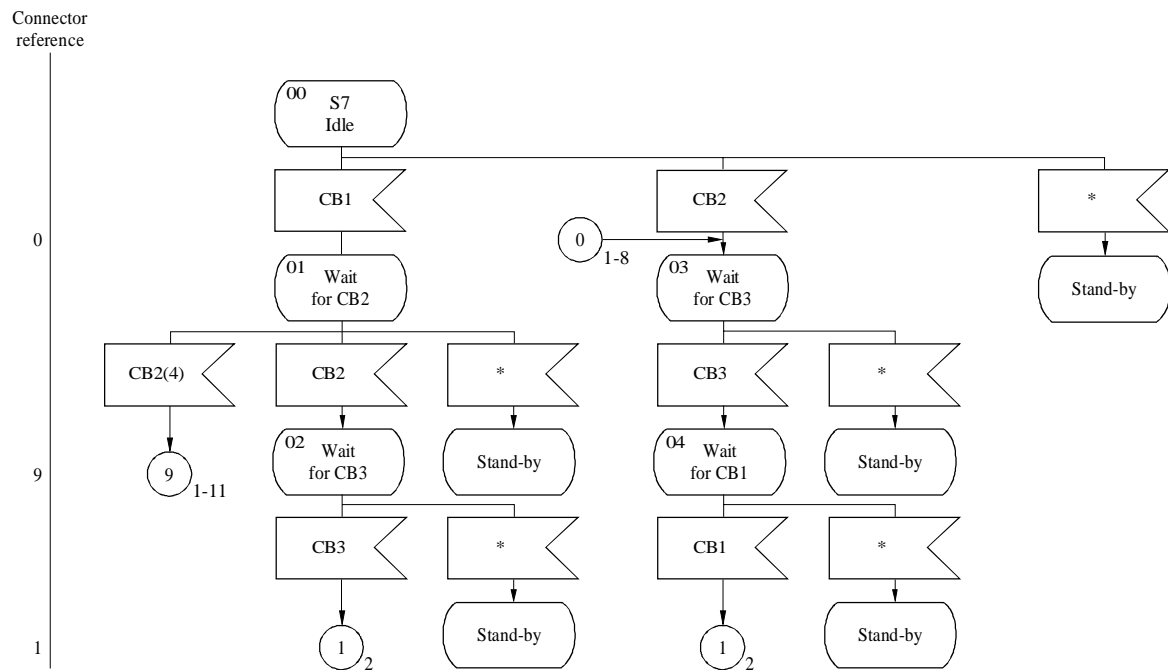 Connector
reference
00
S7
Idle
CB1
CB2
*
0
0
1-8
01
Wait
for CB2
03
Wait
for CB3
Stand-by
CB2(4)
CB2
*
CB3
*
9
9
1-11
02
Wait
for CB3
Stand-by
04
Wait
for CB1
Stand-by
CB3
*
CB1
*
1
1
2
Stand-by
1
2
Stand-by